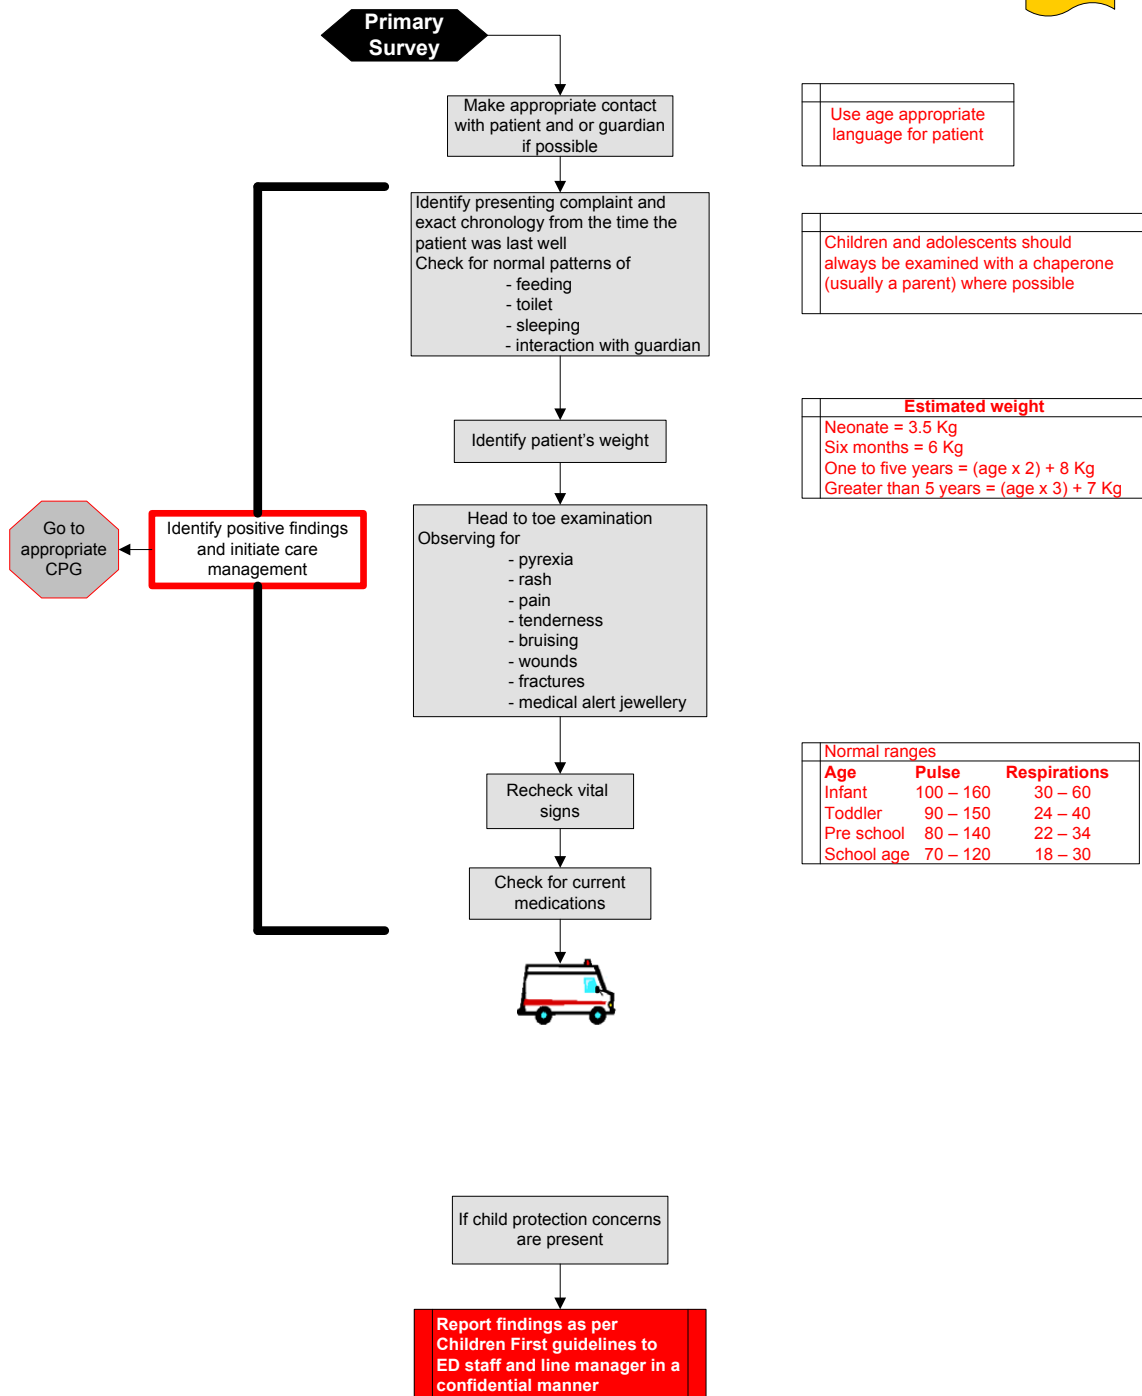 Primary
Survey
Make appropriate contact
with patient and or guardian
if possible
Use age appropriate
language for patient
Identify presenting complaint and
exact chronology from the time the
patient was last well
Check for normal patterns of
- feeding
- toilet
- sleeping
- interaction with guardian
Children and adolescents should
always be examined with a chaperone
(usually a parent) where possible
Identify patient's weight
Estimated weight
Neonate = 3.5 Kg
Six months = 6 Kg
One to five years = (age x 2) + 8 Kg
Greater than 5 years = (age x 3) + 7 Kg
Go to
appropriate
CPG
Identify positive findings
and initiate care
management
Head to toe examination
Observing for
- pyrexia
- rash
- pain
- tenderness
- bruising
- wounds
- fractures
- medical alert jewellery
Recheck vital
signs
Normal ranges
Age Pulse Respirations
Infant 100 – 160 30 – 60
Toddler 90 – 150 24 – 40
Pre school 80 – 140 22 – 34
School age 70 – 120 18 – 30
Check for current
medications
If child protection concerns
are present
Report findings as per
Children First guidelines to
ED staff and line manager in a
confidential manner